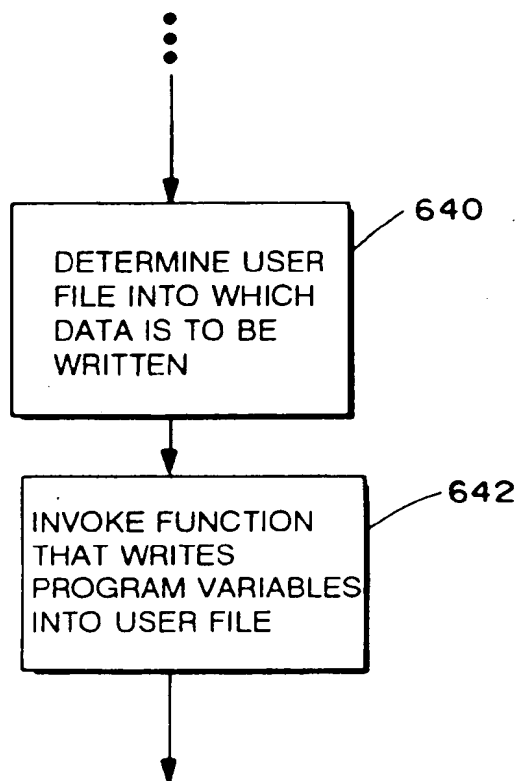 640
DETERMINE USER
FILE INTO WHICH
DATA IS TO BE
WRITTEN
642
INVOKE FUNCTION
THAT WRITES
PROGRAM VARIABLES
INTO USER FILE